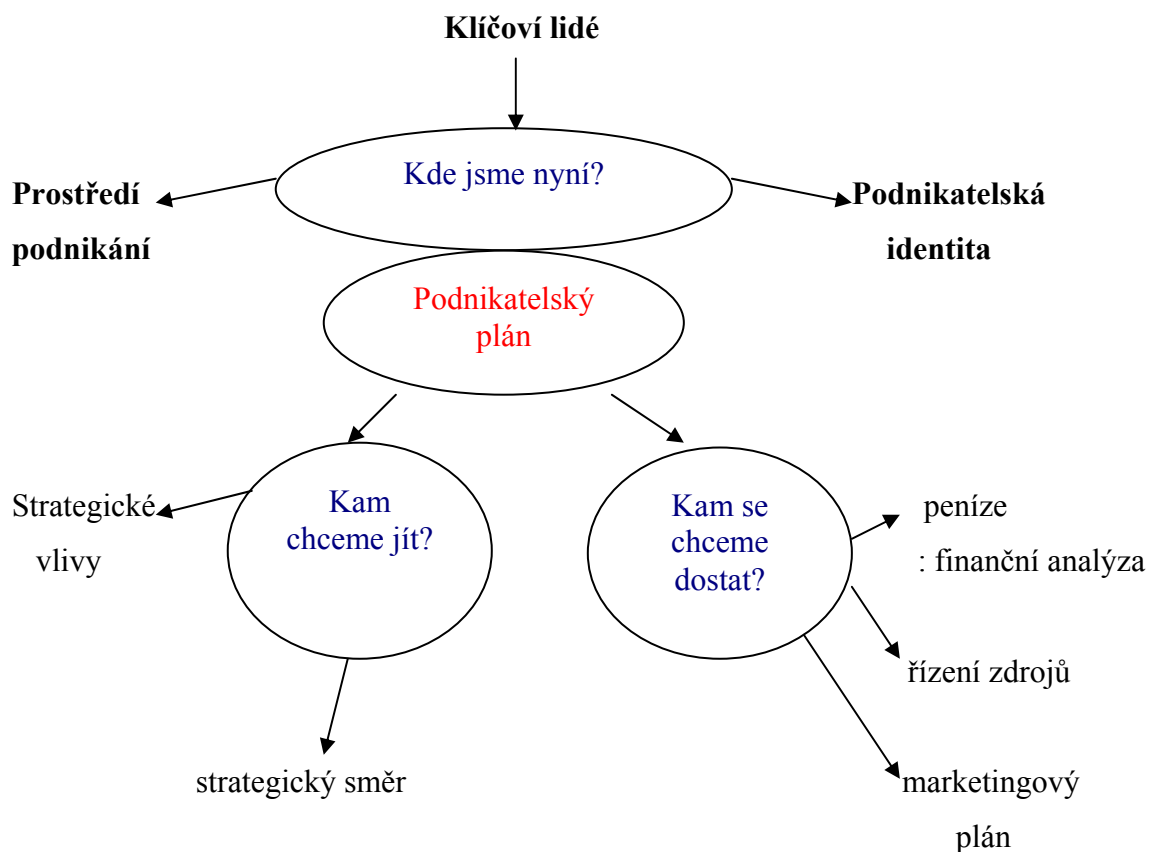 Klíčoví lidé
Kde jsme nyní?
Prostředí
podnikání
Podnikatelská
identita
Podnikatelský
plán
Strategické
vlivy
Kam
chceme jít?
Kam se
chceme
dostat?
peníze
: finanční analýza
řízení zdrojů
strategický směr
marketingový
plán